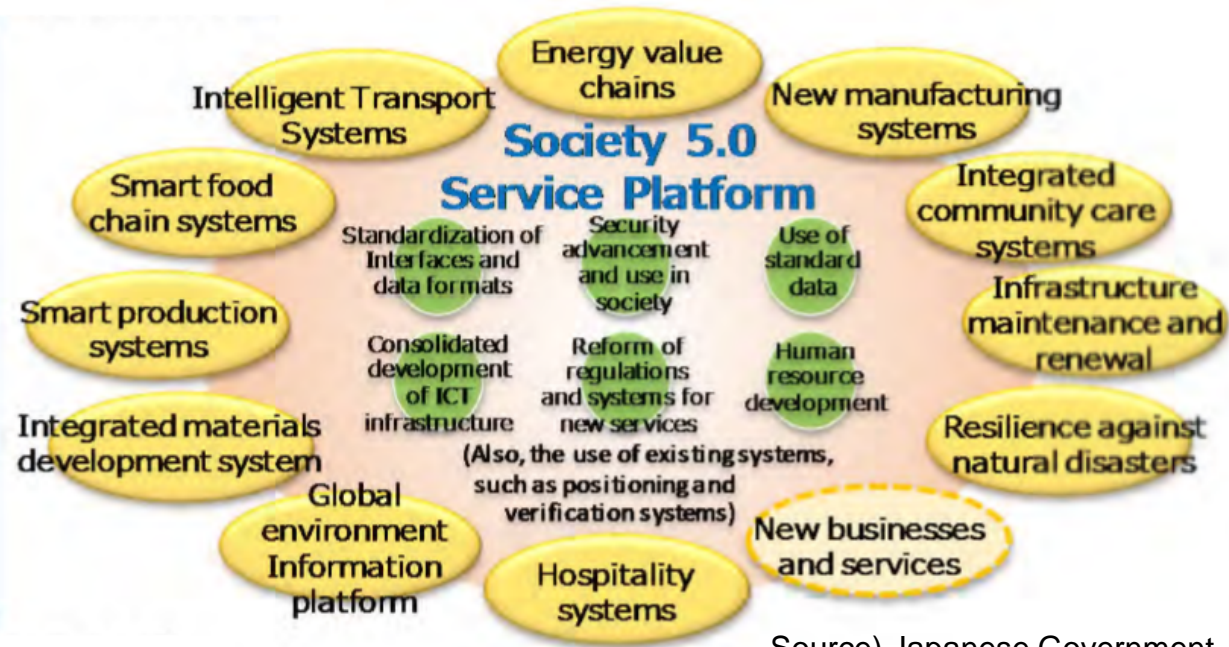 Energy value
chains
Intelligent Transport
Systems
New manufacturing
systems
Society 5.0
Service Platform
Smart food
chain systems
Integrated
community care
systems
Standardization of
Interfaces and
data formats
Security
advancement
and use in
society
Use of
standard
data
Smart production
systems
Infrastructure
maintenance and
renewal
Consolidated
development
of ICT
infrastructure
Reform of
regulations
and systems for
new services
Human
resource
development
Integrated materials
development system
Resilience against
natural disasters
(Also, the use of existing systems,
such as positioning and
verification systems)
Global
environment
Information
platform
New businesses
and services
Hospitality
systems
Source) Japanese Government